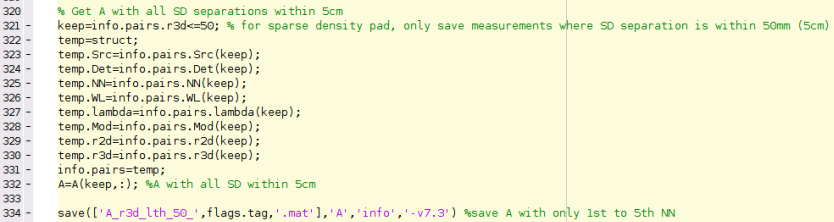 320 % Get A with all SD separations within 5cm
321 - keep=info.pairs.r3d<=50; % for sparse density pad, only save measurements where SD separation is within 50mm (5cm)
322 - temp=struct;
323 - temp.Src=info.pairs.Src(keep);
324 - temp.Det=info.pairs.Det(keep);
325 - temp.NN=info.pairs.NN(keep);
326 - temp.WL=info.pairs.WL(keep);
327 - temp.lambda=info.pairs.lambda(keep);
328 - temp.Mod=info.pairs.Mod(keep);
329 - temp.r2d=info.pairs.r2d(keep);
330 - temp.r3d=info.pairs.r3d(keep);
331 - info.pairs=temp;
332 - A=A(keep,:); %A with all SD within 5cm
333
334 - save(['A_r3d_lth_50_',flags.tag,'.mat'],'A','info','-v7.3') %save A with only 1st to 5th NN